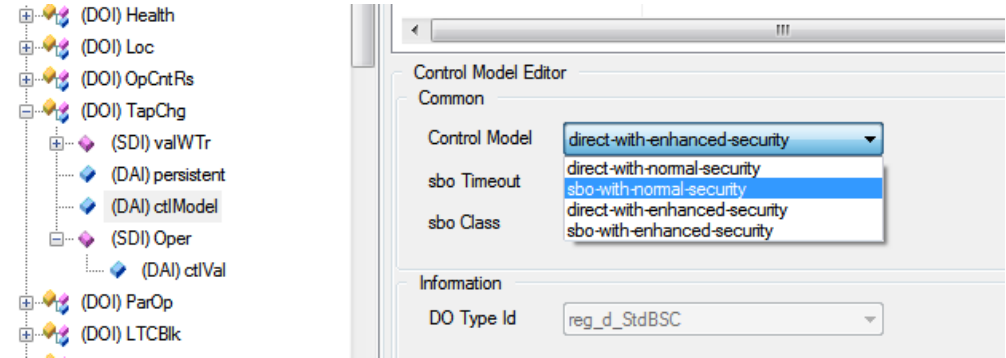 (DOI) Health
(DOI) Loc
(DOI) OpCntRs
(DOI) TapChg
(SDI) valWTr
(DAI) persistent
(DAI) ctlModel
(SDI) Oper
(DAI) ctlVal
(DOI) ParOp
(DOI) LTCBlk
Control Model Editor
Common
Control Model direct-with-enhanced-security
direct-with-normal-security
sbo Timeout
sbo-with-normal-security
direct-with-enhanced-security
sbo Class
sbo-with-enhanced-security
Information
DO Type Id reg_d_StdBSC